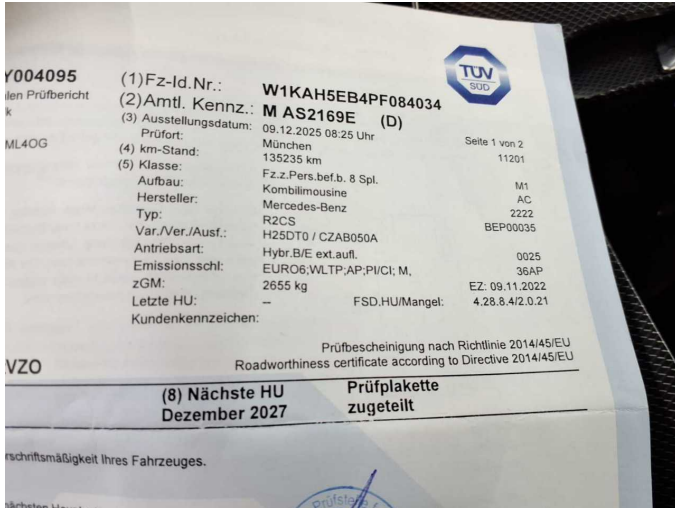 Y004095
len Prüfbericht
k
ML4OG
TÜV
SÜD
(1) Fz-Id.Nr.: W1KAH5EB4PF084034
(2) Amtl. Kennz.: M AS2169E (D)
(3) Ausstellungsdatum: 09.12.2025 08:25 Uhr Seite 1 von 2
Prüfort: München 11201
(4) km-Stand: 135235 km
(5) Klasse: Fz.z.Pers.bef.b. 8 Spl. M1
Aufbau: Kombilimousine AC
Hersteller: Mercedes-Benz 2222
Typ: R2CS BEP00035
Var./Ver./Ausf.: H25DT0 / CZAB050A
Antriebsart: Hybr.B/E ext.aufl. 0025
Emissionsschl: EURO6;WLTP;AP;PI/CI; M, 36AP
zGM: 2655 kg EZ: 09.11.2022
Letzte HU: -- FSD.HU/Mangel: 4.28.8.4/2.0.21
Kundenkennzeichen:
Prüfbescheinigung nach Richtlinie 2014/45/EU
VZO Roadworthiness certificate according to Directive 2014/45/EU
(8) Nächste HU Prüfplakette
Dezember 2027 zugeteilt
rschriftsmäßigkeit Ihres Fahrzeuges.
Prüfstelle